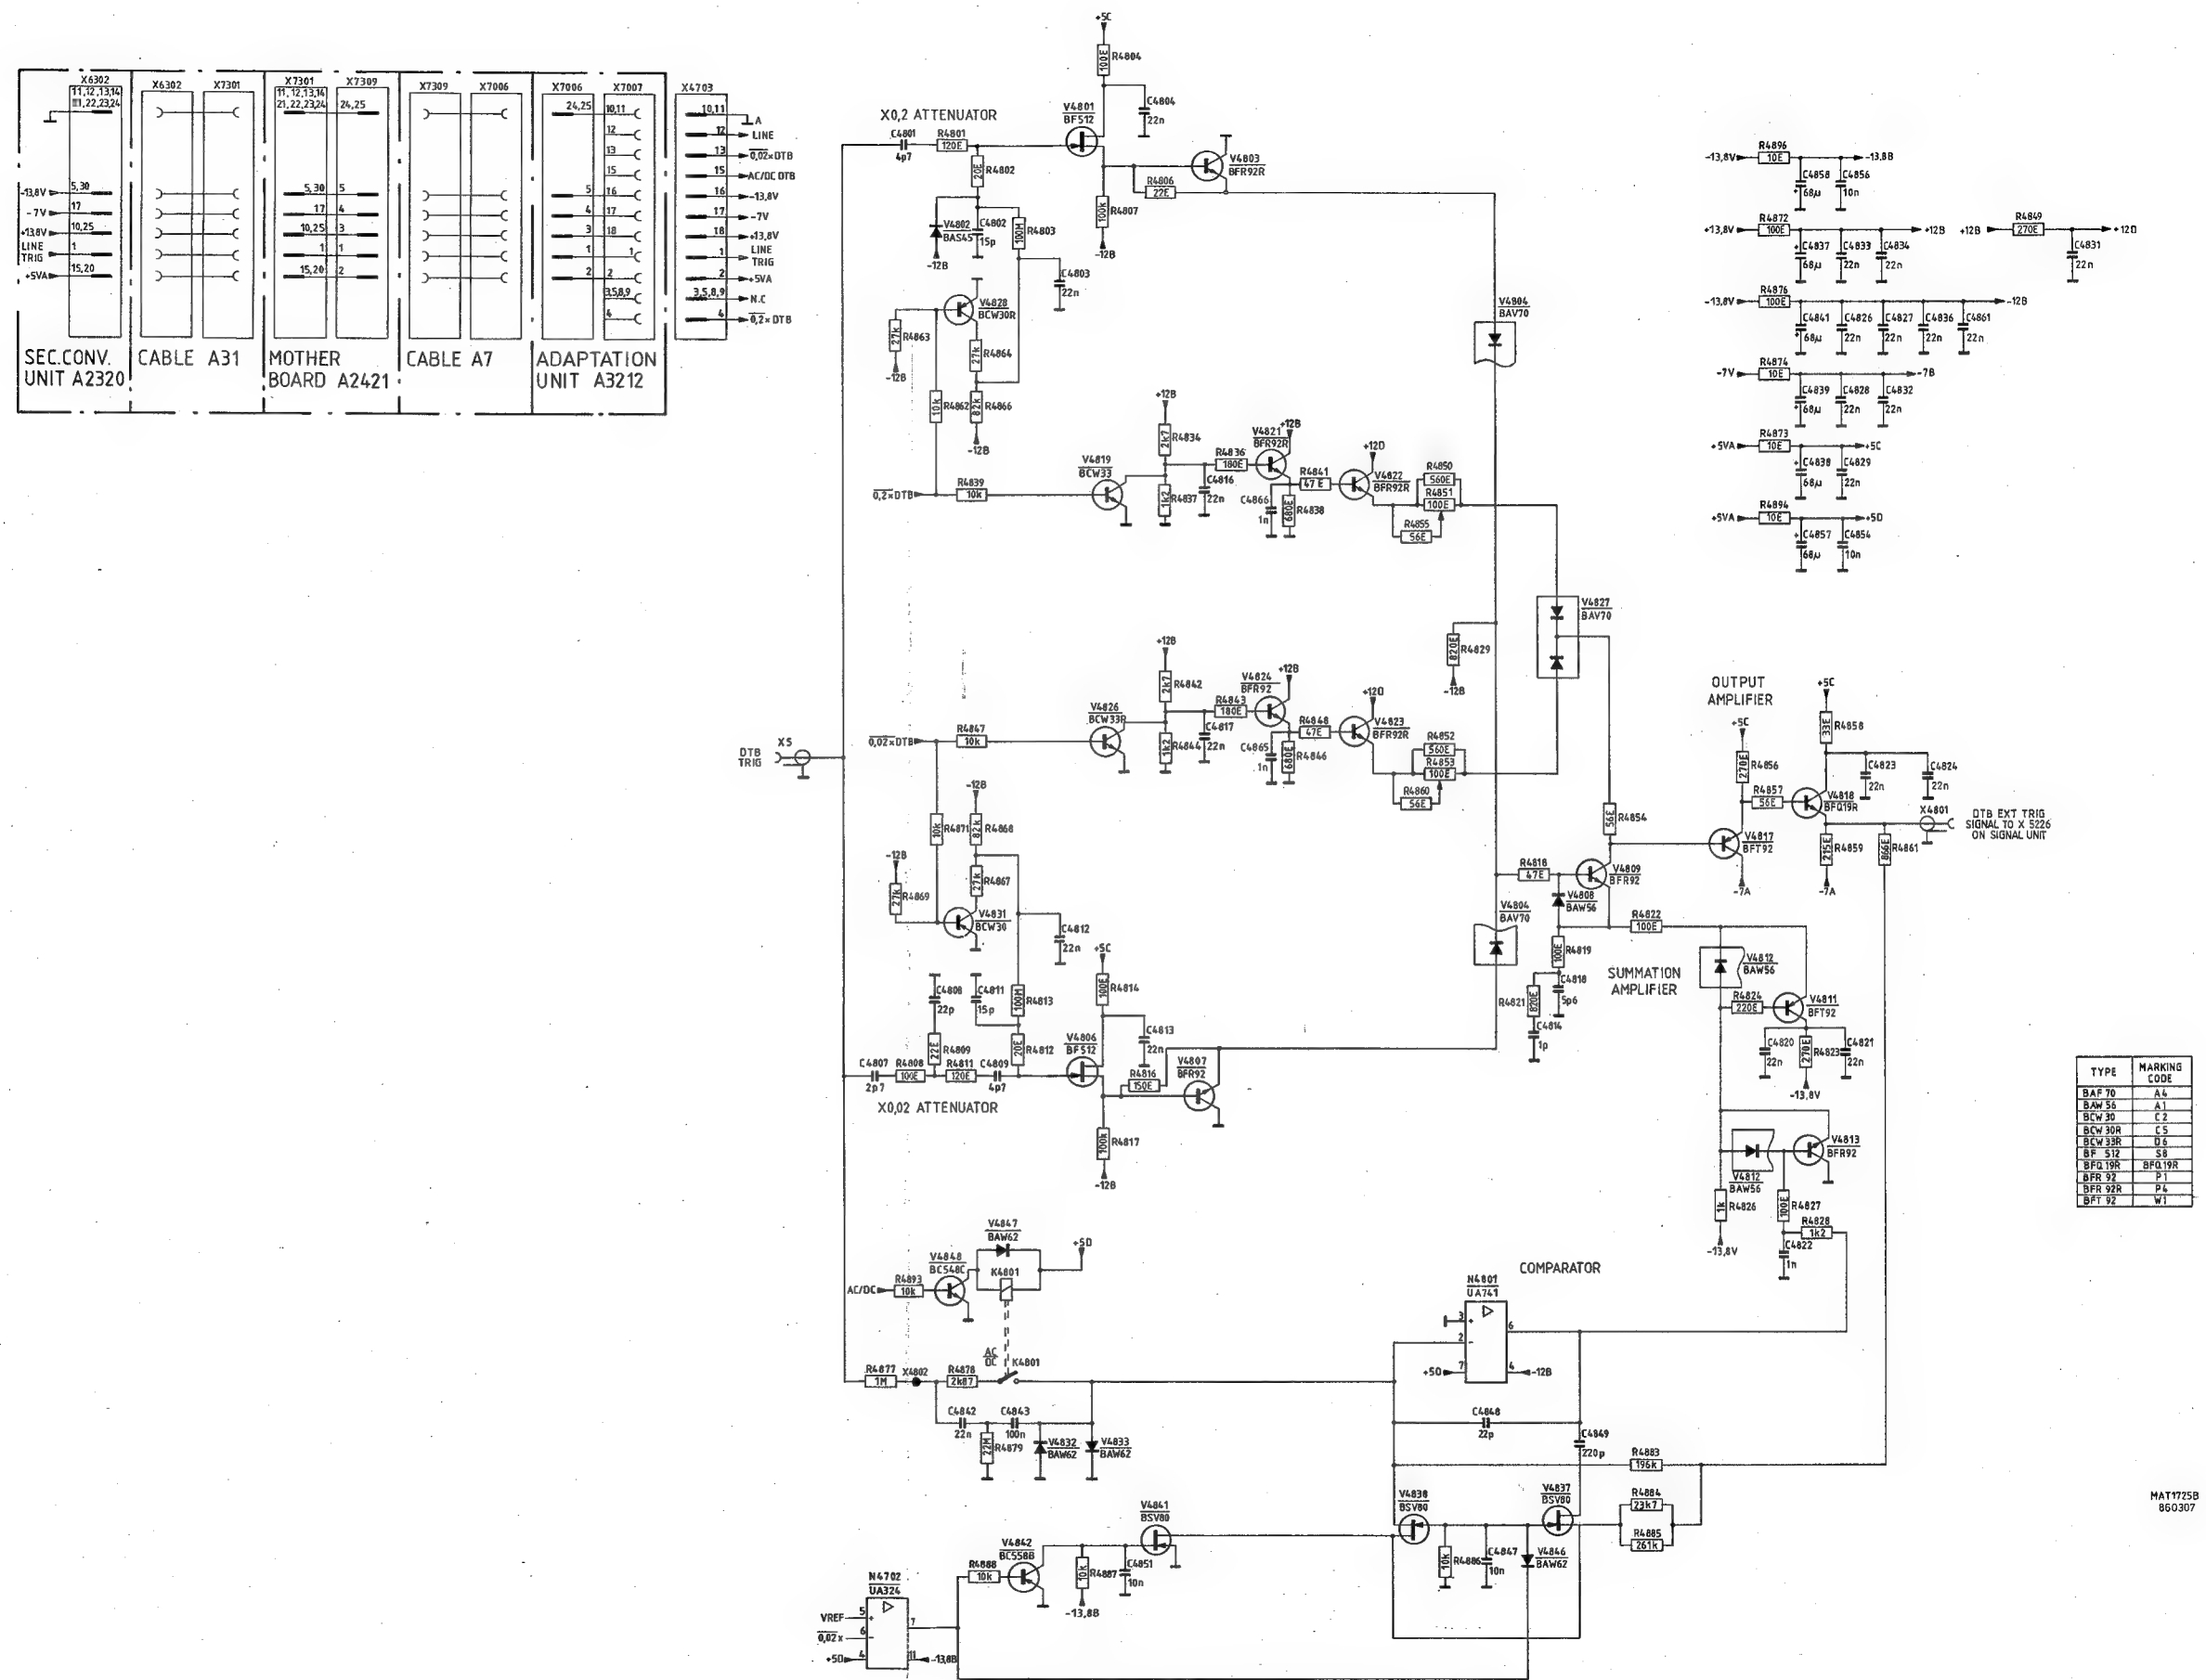 X6302
11,12,13,14
21,22,23,24
X6302
X7301
X7301
11,12,13,14
21,22,23,24
X7309
24,25
X7309
X7006
X7006
24,25
X7007
10,11
12
13
15
X4703
10,11
A
12
LINE
13
0,02×DTB
15
AC/DC DTB
-13,8V
5,30
5,30
5
5
16
16
-13,8V
-7V
17
17
4
4
17
17
-7V
+13,8V
10,25
10,25
3
3
18
18
+13,8V
LINE
TRIG
1
1
1
1
1
1
LINE
TRIG
+5VA
15,20
15,20
2
2
2
2
+5VA
3,5,8,9
3,5,8,9
N.C
4
4
0,2×DTB
SEC.CONV.
UNIT A2320
CABLE A31
MOTHER
BOARD A2421
CABLE A7
ADAPTATION
UNIT A3212
X0,2 ATTENUATOR
+5C
R4804
100E
C4804
22n
V4801
BF512
C4801
4p7
R4801
120E
R4802
20E
V4803
BFR92R
R4806
22E
R4807
100k
-12B
V4802
BAS45
-12B
C4802
15p
R4803
100M
C4803
22n
V4828
BCW30R
R4863
27k
-12B
R4864
27k
R4862
10k
R4866
82k
-12B
0,2×DTB
R4839
10k
V4819
BCW33
+12B
R4834
2k7
R4837
1k2
C4816
22n
R4836
180E
V4821
BFR92R
+12B
C4866
1n
R4838
680E
R4841
47E
+12D
V4822
BFR92R
R4850
560E
R4851
100E
R4855
56E
V4804
BAV70
V4827
BAV70
R4829
820E
-12B
DTB
TRIG
X5
0,02×DTB
R4847
10k
V4826
BCW33R
+12B
R4842
2k7
R4844
1k2
C4817
22n
R4843
180E
V4824
BFR92
+12B
C4865
1n
R4846
680E
R4848
47E
+12D
V4823
BFR92R
R4852
560E
R4853
100E
R4860
56E
R4871
10k
-12B
R4868
82k
R4867
27k
-12B
R4869
27k
V4831
BCW30
C4812
22n
C4808
22p
C4811
15p
R4813
100M
R4809
22E
R4812
20E
C4807
2p7
R4808
100E
R4811
120E
C4809
4p7
X0,02 ATTENUATOR
+5C
R4814
100E
C4813
22n
V4806
BF512
R4816
150E
V4807
BFR92
R4817
100k
-12B
V4804
BAV70
R4818
47E
V4808
BAW56
V4809
BFR92
R4854
56E
R4819
100E
R4821
820E
C4818
5p6
C4814
1p
SUMMATION
AMPLIFIER
R4822
100E
OUTPUT
AMPLIFIER
+5C
R4856
270E
R4857
56E
V4817
BFT92
-7A
+5C
R4858
33E
C4823
22n
C4824
22n
V4818
BFQ19R
R4859
215E
-7A
R4861
866E
X4801
DTB EXT TRIG
SIGNAL TO X 5226
ON SIGNAL UNIT
V4812
BAW56
R4824
220E
V4811
BFT92
C4820
22n
R4823
270E
C4821
22n
-13,8V
V4812
BAW56
V4813
BFR92
R4826
1k
-13,8V
R4827
100E
R4828
1k2
C4822
1n
COMPARATOR
N4801
UA741
3
+
2
-
6
7
+5D
4
-12B
V4847
BAW62
V4848
BC548C
K4801
+5D
AC/DC
R4893
10k
AC
DC
K4801
R4877
1M
X4802
R4878
2k87
C4842
22n
C4843
100n
R4879
22M
V4832
BAW62
V4833
BAW62
C4848
22p
C4849
220p
R4883
196k
V4841
BSV80
V4838
BSV80
V4837
BSV80
R4884
23k7
R4885
261k
V4842
BC558B
R4888
10k
R4887
10k
-13,8B
C4851
10n
R4886
10k
C4847
10n
V4846
BAW62
N4702
UA324
VREF
5
+
0,02×
6
-
+5D
4
7
11
-13,8B
-13,8V
R4896
10E
-13,8B
C4858
68µ
C4856
10n
+13,8V
R4872
100E
+12B
C4837
68µ
C4833
22n
C4834
22n
+12B
R4849
270E
+12D
C4831
22n
-13,8V
R4876
100E
-12B
C4841
68µ
C4826
22n
C4827
22n
C4836
22n
C4861
22n
-7V
R4874
10E
-7B
C4839
68µ
C4828
22n
C4832
22n
+5VA
R4873
10E
+5C
C4838
68µ
C4829
22n
+5VA
R4894
10E
+5D
C4857
68µ
C4854
10n
TYPE MARKING
CODE
BAF 70 A4
BAW 56 A1
BCW 30 C2
BCW 30R C5
BCW 33R D6
BF 512 S8
BFQ 19R BFQ19R
BFR 92 P1
BFR 92R P4
BFT 92 W1
MAT1725B
860307